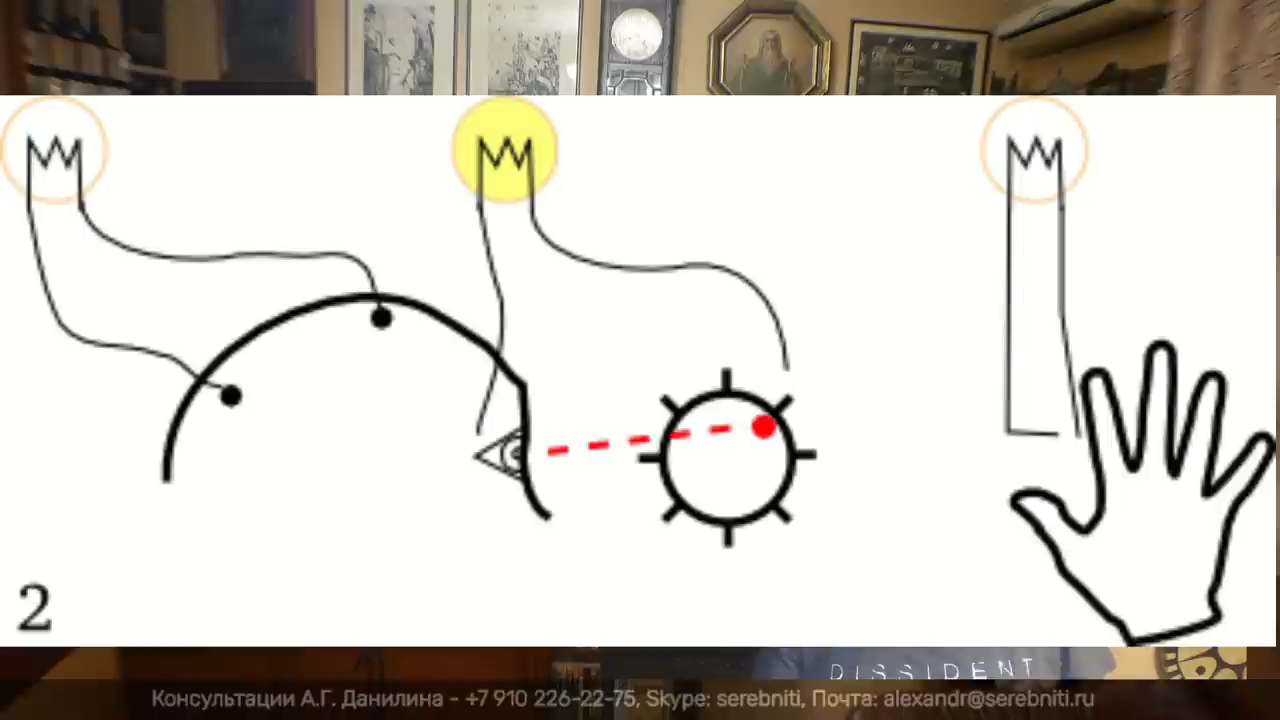 2
DISSIDENT
Консультации А.Г. Данилина - +7 910 226-22-75, Skype: serebniti, Почта: alexandr@serebniti.ru